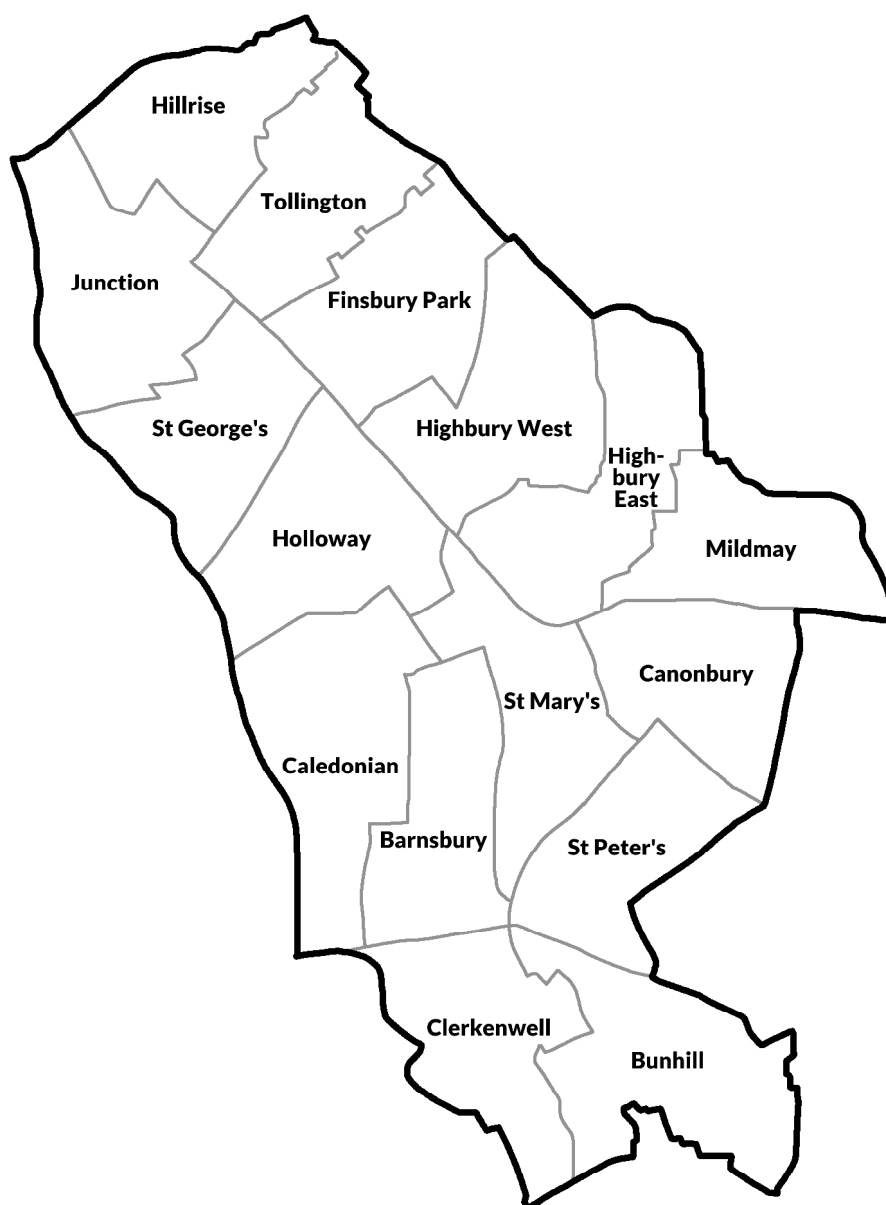 Hillrise
Tollington
Junction
Finsbury Park
St George's
Highbury West
High-
bury
East
Holloway
Mildmay
Canonbury
St Mary's
Caledonian
Barnsbury
St Peter's
Clerkenwell
Bunhill